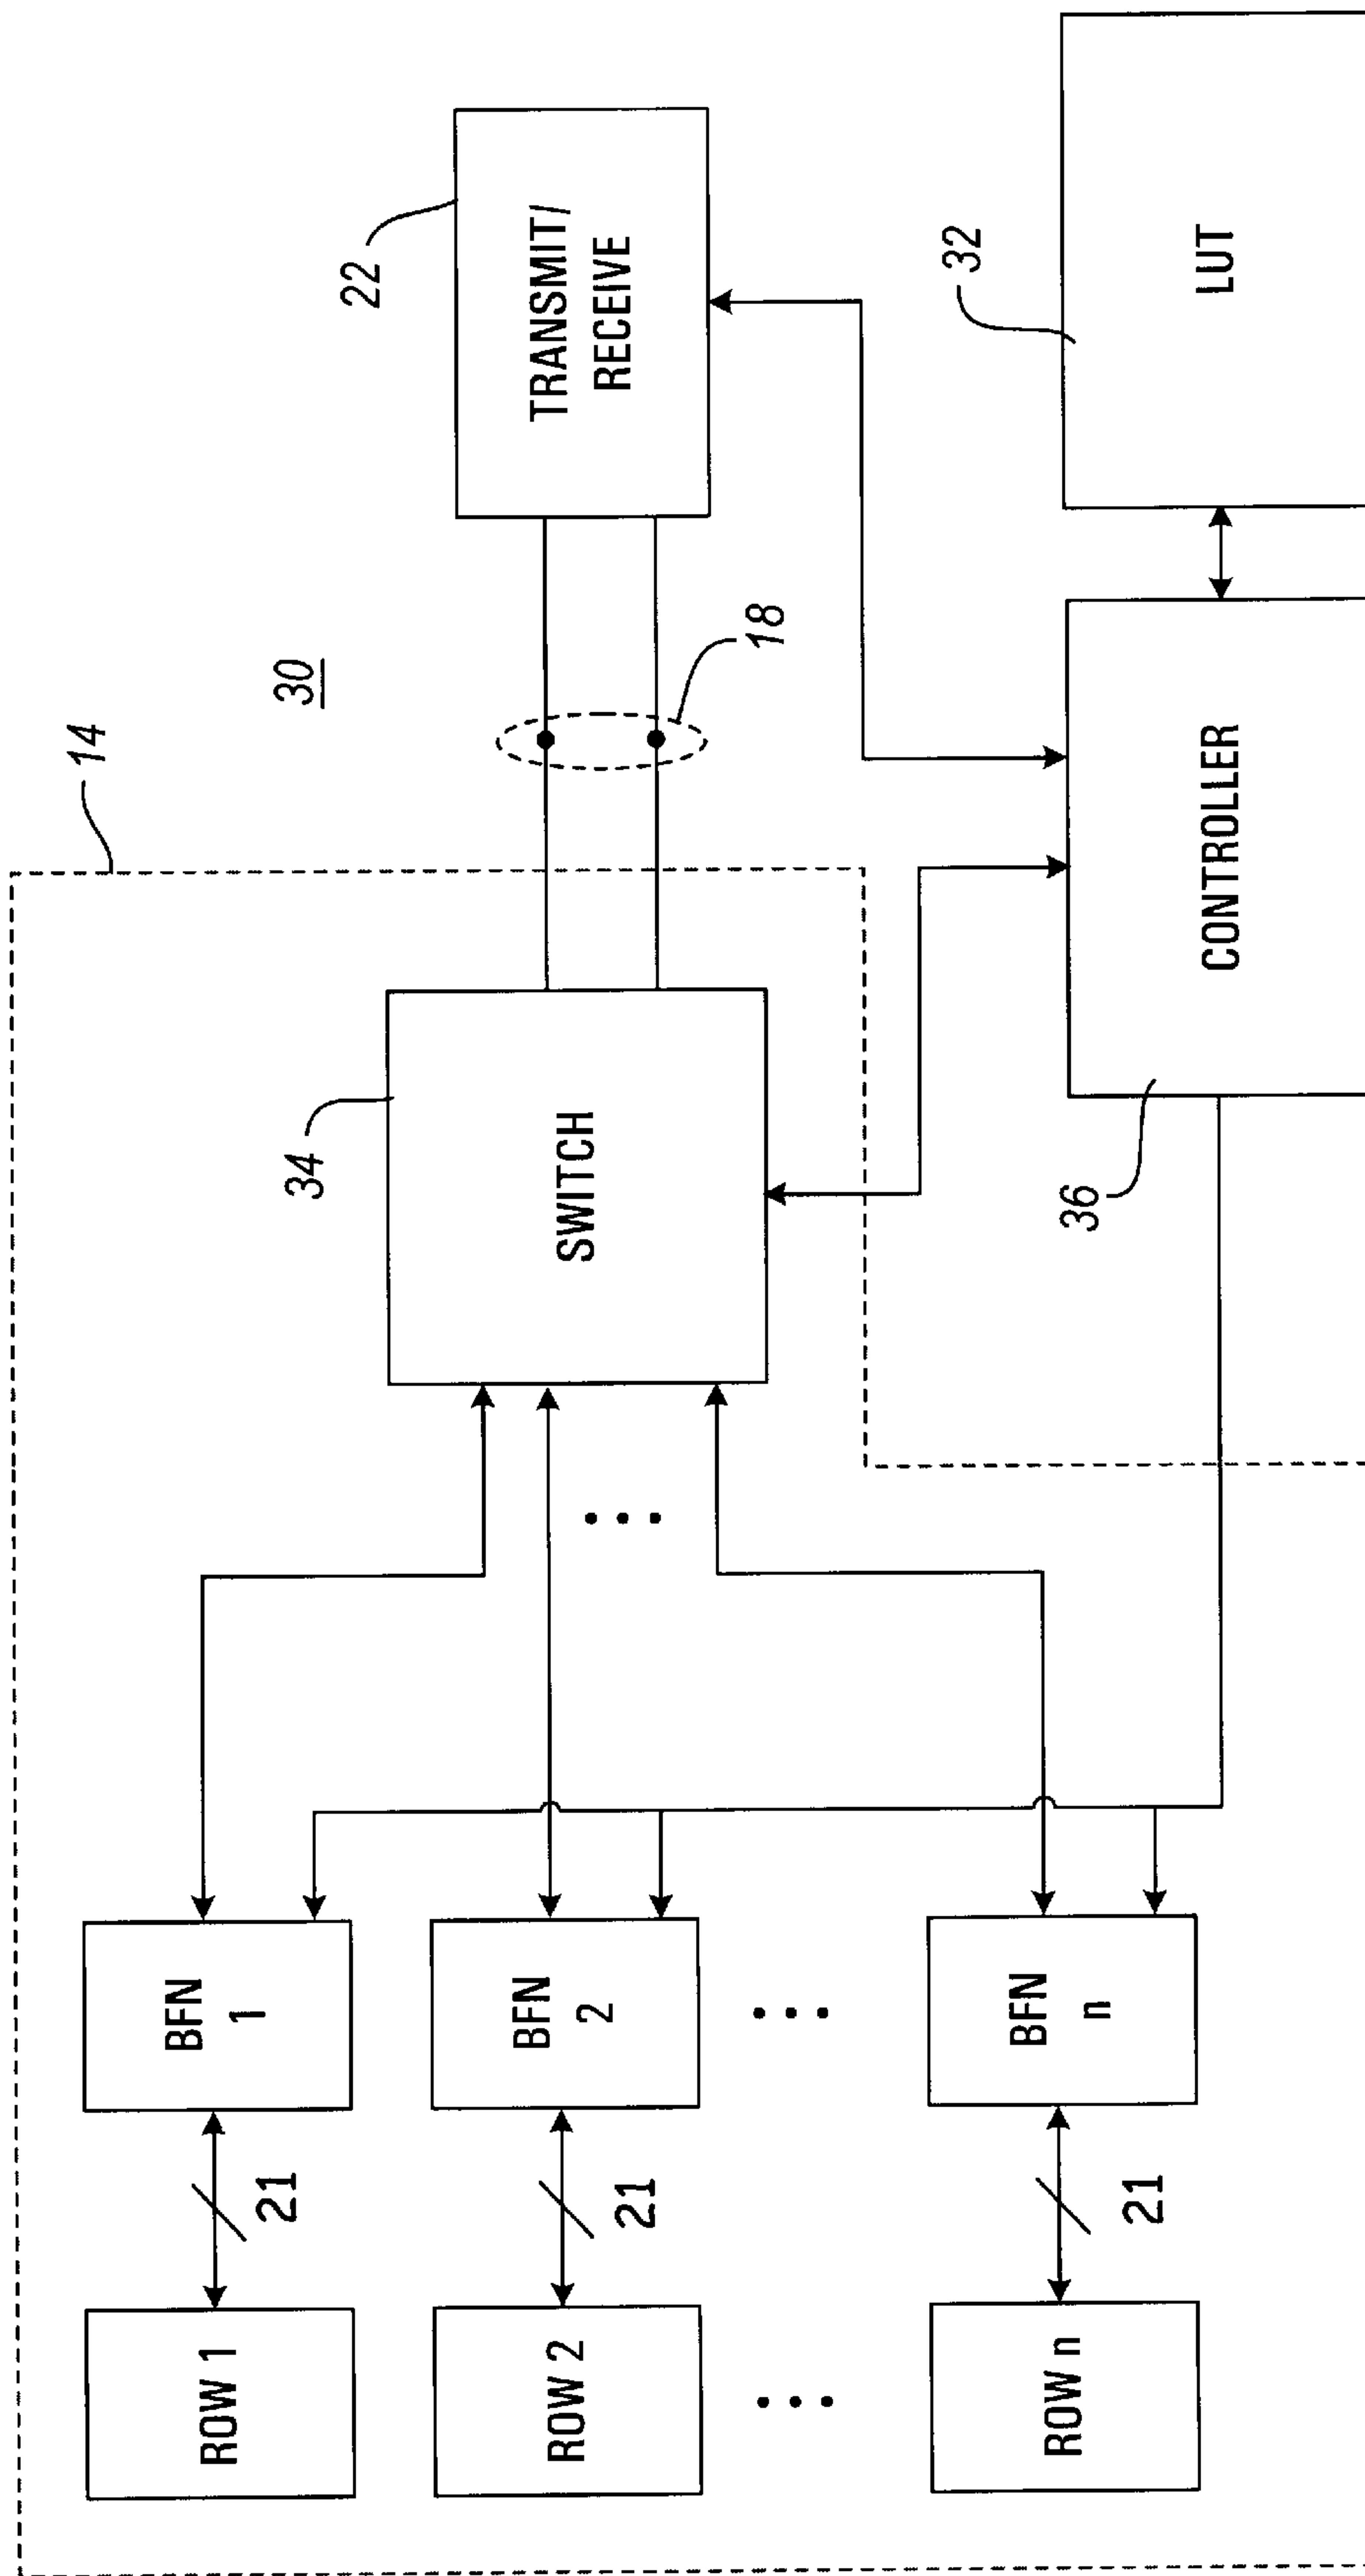 14
30
ROW 1
21
BFN
1
34
SWITCH
18
22
TRANSMIT/
RECEIVE
ROW 2
21
BFN
2
ROW n
21
BFN
n
36
CONTROLLER
32
LUT